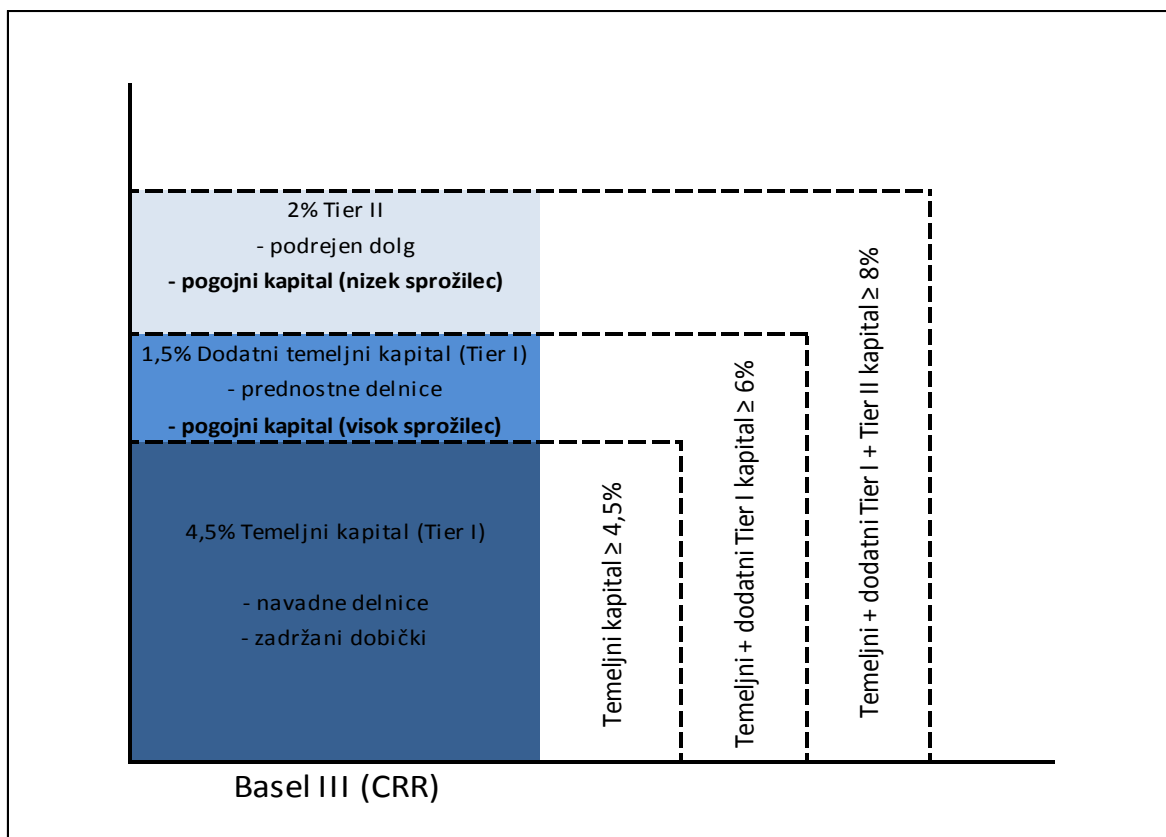 2% Tier II
- podrejen dolg
- pogojni kapital (nizek sprožilec)
1,5% Dodatni temeljni kapital (Tier I)
- prednostne delnice
- pogojni kapital (visok sprožilec)
4,5% Temeljni kapital (Tier I)
- navadne delnice
- zadržani dobički
Temeljni kapital ≥ 4,5%
Temeljni + dodatni Tier I kapital ≥ 6%
Temeljni + dodatni Tier I + Tier II kapital ≥ 8%
Basel III (CRR)